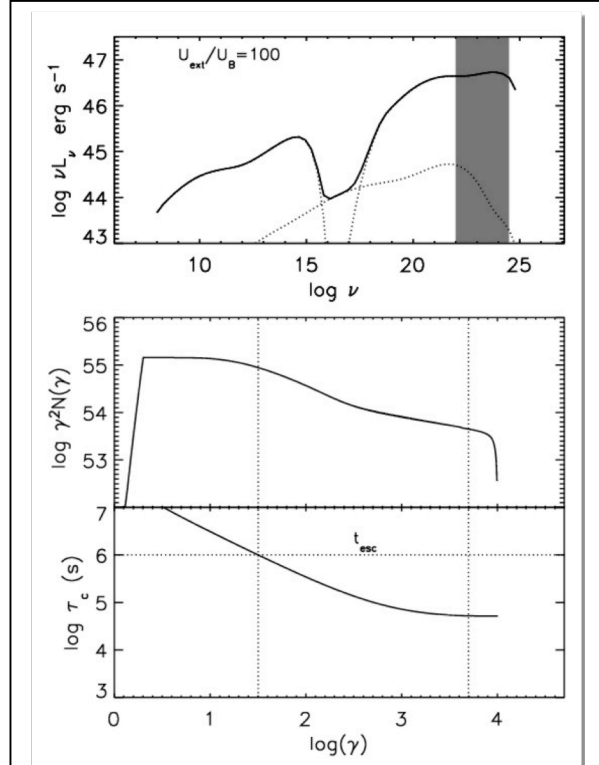 U_ext/U_B=100
47
46
45
44
43
log νL_ν erg s⁻¹
10 15 20 25
log ν
56
55
54
53
log γ²N(γ)
7
6
5
4
3
log τ_c (s)
t_esc
0 1 2 3 4
log(γ)